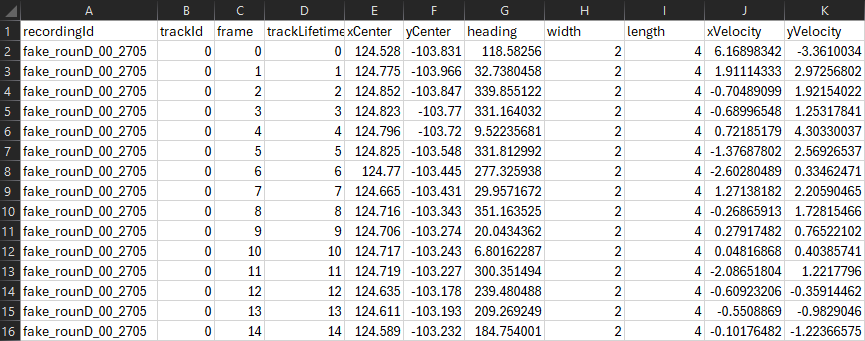 A B C D E F G H I J K
1 recordingId trackId frame trackLifetime xCenter yCenter heading width length xVelocity yVelocity
2 fake_rounD_00_2705 0 0 0 124.528 -103.831 118.58256 2 4 6.16898342 -3.3610034
3 fake_rounD_00_2705 0 1 1 124.775 -103.966 32.7380458 2 4 1.91114333 2.97256802
4 fake_rounD_00_2705 0 2 2 124.852 -103.847 339.855122 2 4 -0.70489099 1.92154022
5 fake_rounD_00_2705 0 3 3 124.823 -103.77 331.164032 2 4 -0.68996548 1.25317841
6 fake_rounD_00_2705 0 4 4 124.796 -103.72 9.52235681 2 4 0.72185179 4.30330037
7 fake_rounD_00_2705 0 5 5 124.825 -103.548 331.812992 2 4 -1.37687802 2.56926537
8 fake_rounD_00_2705 0 6 6 124.77 -103.445 277.325938 2 4 -2.60280489 0.33462471
9 fake_rounD_00_2705 0 7 7 124.665 -103.431 29.9571672 2 4 1.27138182 2.20590465
10 fake_rounD_00_2705 0 8 8 124.716 -103.343 351.163525 2 4 -0.26865913 1.72815466
11 fake_rounD_00_2705 0 9 9 124.706 -103.274 20.0434362 2 4 0.27917482 0.76522102
12 fake_rounD_00_2705 0 10 10 124.717 -103.243 6.80162287 2 4 0.04816868 0.40385741
13 fake_rounD_00_2705 0 11 11 124.719 -103.227 300.351494 2 4 -2.08651804 1.2217796
14 fake_rounD_00_2705 0 12 12 124.635 -103.178 239.480488 2 4 -0.60923206 -0.35914462
15 fake_rounD_00_2705 0 13 13 124.611 -103.193 209.269249 2 4 -0.5508869 -0.9829046
16 fake_rounD_00_2705 0 14 14 124.589 -103.232 184.754001 2 4 -0.10176482 -1.22366575